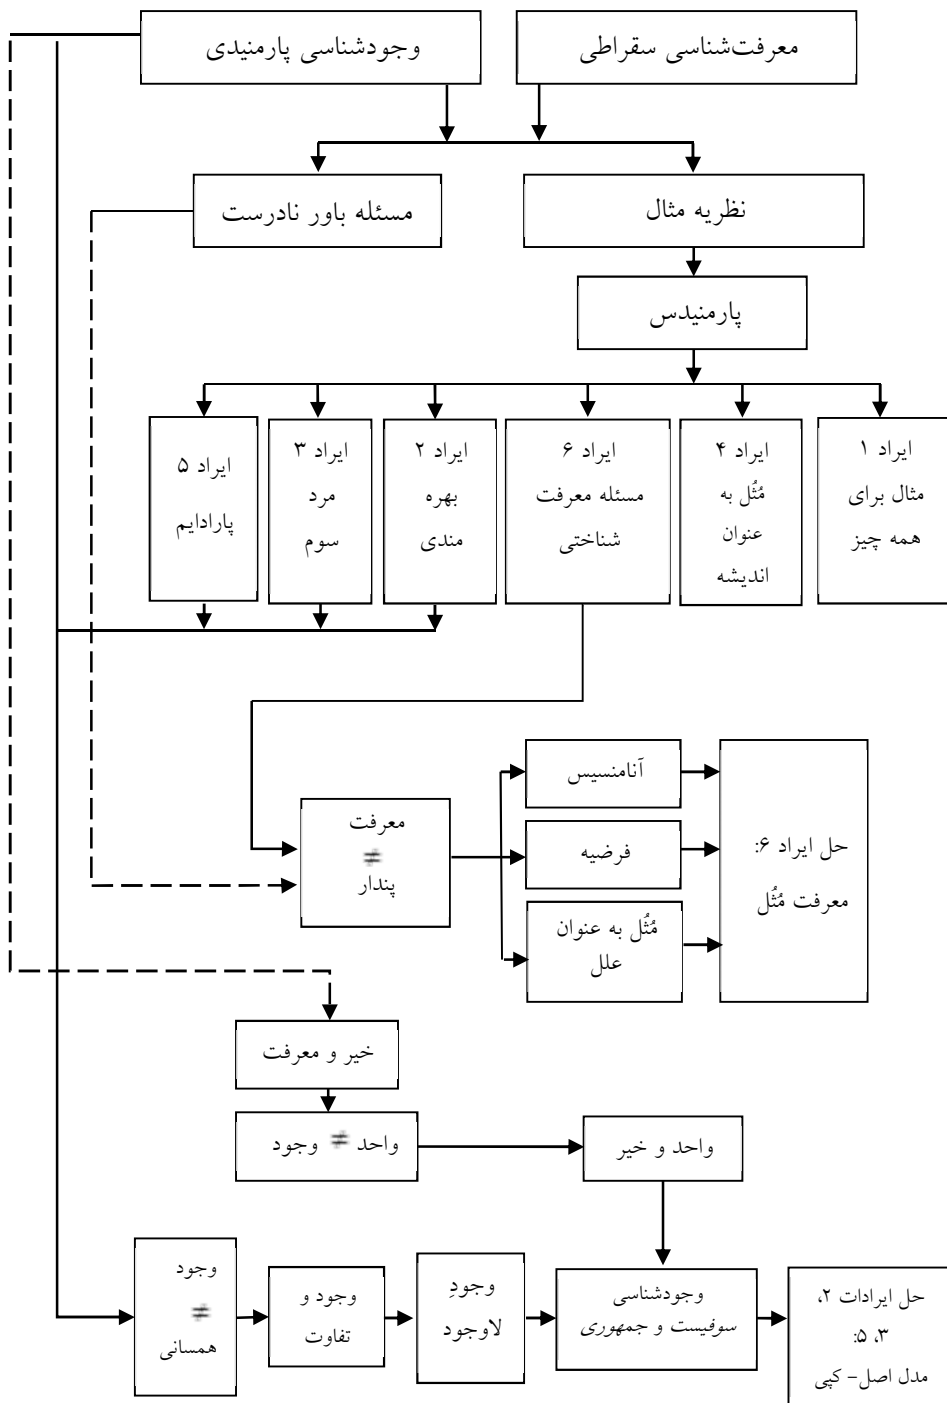 معرفت‌شناسی سقراطی
وجودشناسی پارمنیدی
نظریه مثال
مسئله باور نادرست
پارمنیدس
ایراد ۱
مثال برای
همه چیز
ایراد ۴
مُثُل به
عنوان
اندیشه
ایراد ۶
مسئله معرفت
شناختی
ایراد ۲
بهره
مندی
ایراد ۳
مرد
سوم
ایراد ۵
پارادایم
معرفت
≠
پندار
آنامنسیس
فرضیه
مُثُل به عنوان
علل
حل ایراد ۶:
معرفت مُثُل
خیر و معرفت
واحد ≠ وجود
واحد و خیر
وجود
≠
همسانی
وجود و
تفاوت
وجودِ
لاوجود
وجودشناسی
سوفیست و جمهوری
حل ایرادات ۲،
۳، ۵:
مدل اصل- کپی